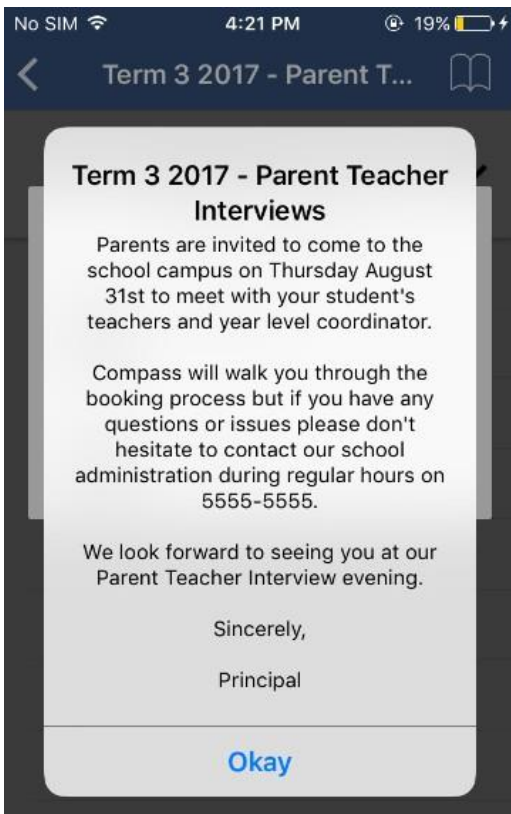 No SIM 4:21 PM 19%
Term 3 2017 - Parent T...
Term 3 2017 - Parent Teacher
Interviews
Parents are invited to come to the
school campus on Thursday August
31st to meet with your student's
teachers and year level coordinator.
Compass will walk you through the
booking process but if you have any
questions or issues please don't
hesitate to contact our school
administration during regular hours on
5555-5555.
We look forward to seeing you at our
Parent Teacher Interview evening.
Sincerely,
Principal
Okay